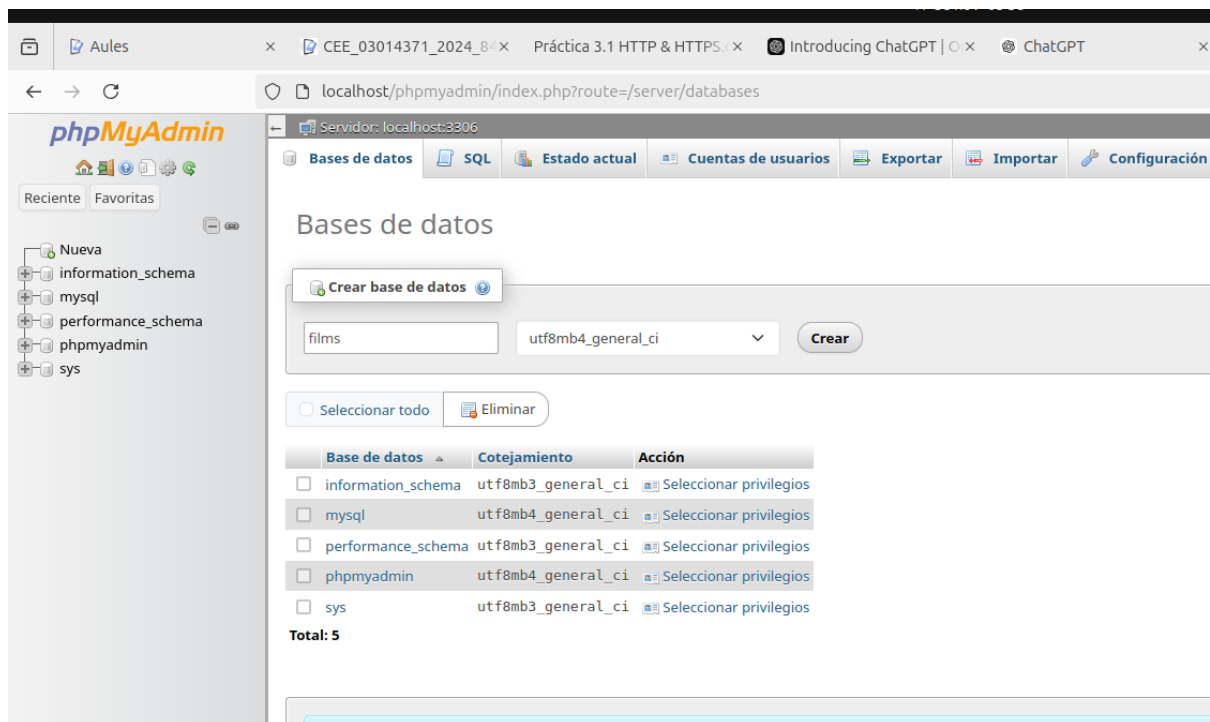 Aules
CEE_03014371_2024_84
Práctica 3.1 HTTP & HTTPS.
Introducing ChatGPT | O
ChatGPT
localhost/phpmyadmin/index.php?route=/server/databases
phpMyAdmin
Reciente Favoritas
Nueva
information_schema
mysql
performance_schema
phpmyadmin
sys
Servidor: localhost:3306
Bases de datos SQL Estado actual Cuentas de usuarios Exportar Importar Configuración
Bases de datos
Crear base de datos
films utf8mb4_general_ci Crear
Seleccionar todo Eliminar
Base de datos Cotejamiento Acción
information_schema utf8mb3_general_ci Seleccionar privilegios
mysql utf8mb4_general_ci Seleccionar privilegios
performance_schema utf8mb3_general_ci Seleccionar privilegios
phpmyadmin utf8mb4_general_ci Seleccionar privilegios
sys utf8mb3_general_ci Seleccionar privilegios
Total: 5